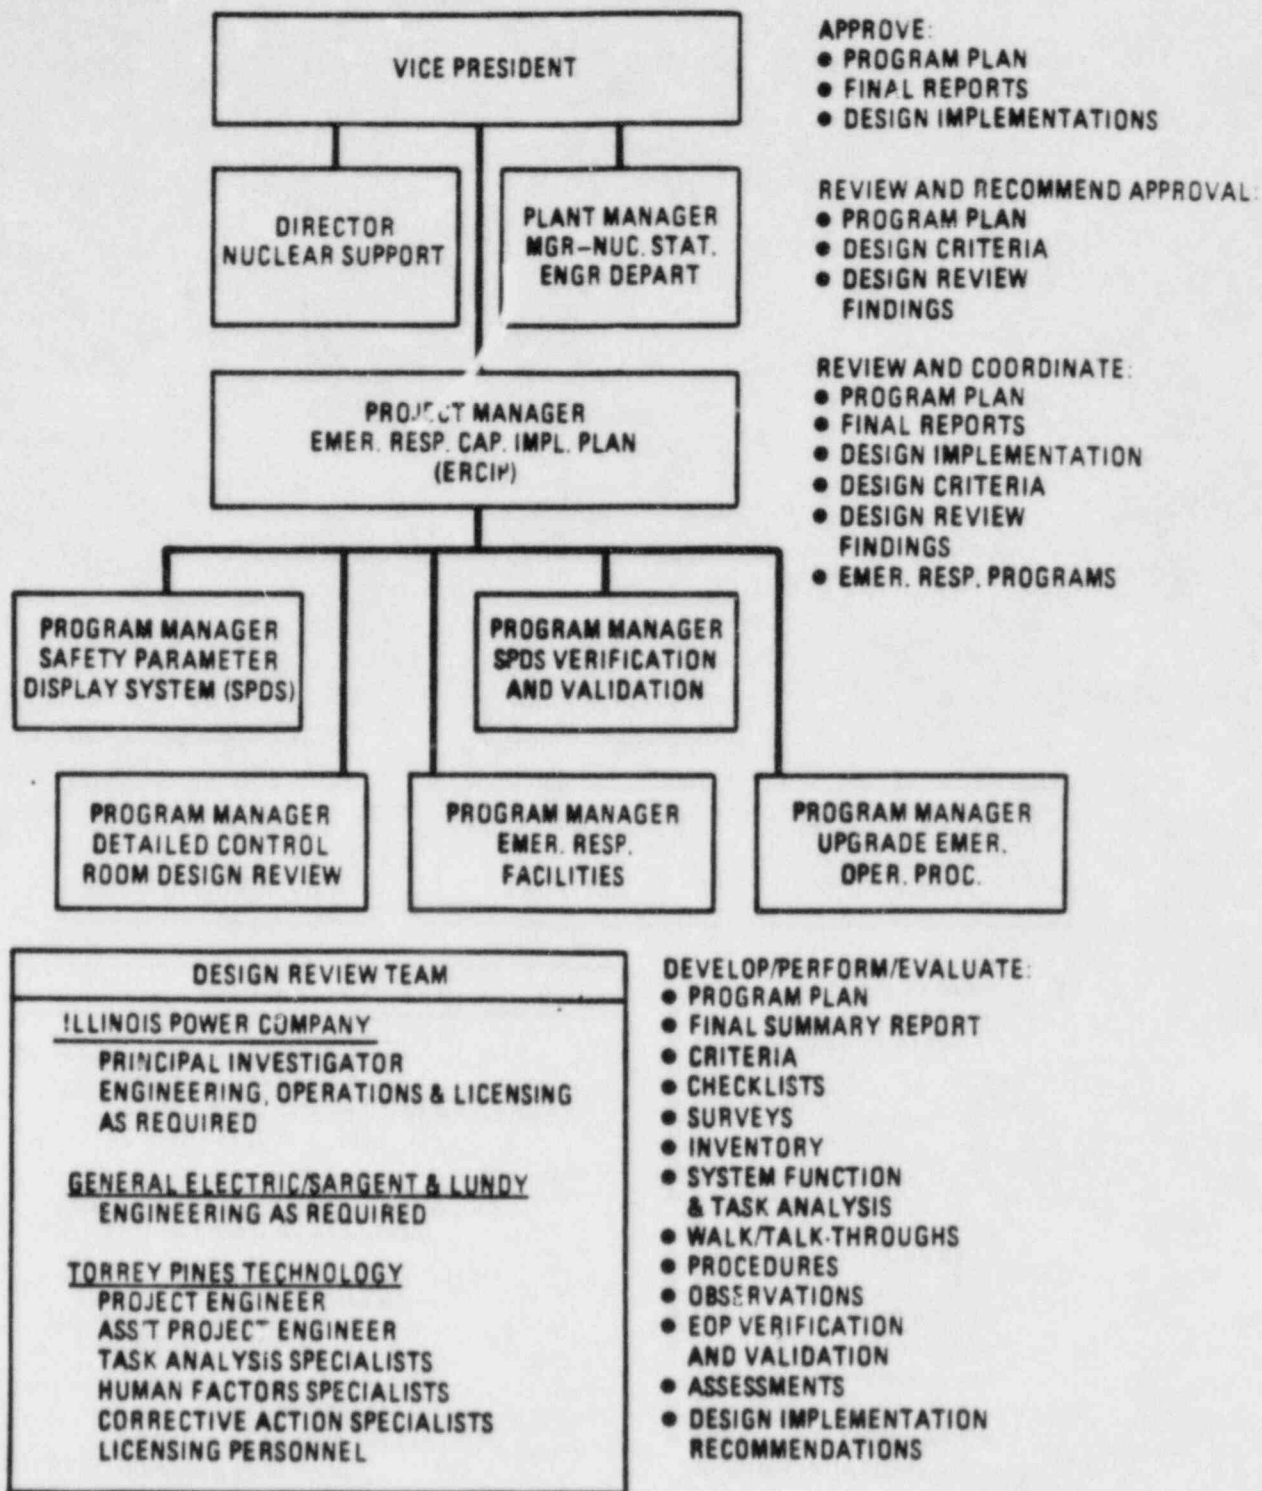 VICE PRESIDENT
APPROVE:
● PROGRAM PLAN
● FINAL REPORTS
● DESIGN IMPLEMENTATIONS
DIRECTOR
NUCLEAR SUPPORT
PLANT MANAGER
MGR-NUC. STAT.
ENGR DEPART
REVIEW AND RECOMMEND APPROVAL:
● PROGRAM PLAN
● DESIGN CRITERIA
● DESIGN REVIEW
FINDINGS
PROJECT MANAGER
EMER. RESP. CAP. IMPL. PLAN
(ERCIP)
REVIEW AND COORDINATE:
● PROGRAM PLAN
● FINAL REPORTS
● DESIGN IMPLEMENTATION
● DESIGN CRITERIA
● DESIGN REVIEW
FINDINGS
● EMER. RESP. PROGRAMS
PROGRAM MANAGER
SAFETY PARAMETER
DISPLAY SYSTEM (SPDS)
PROGRAM MANAGER
SPDS VERIFICATION
AND VALIDATION
PROGRAM MANAGER
DETAILED CONTROL
ROOM DESIGN REVIEW
PROGRAM MANAGER
EMER. RESP.
FACILITIES
PROGRAM MANAGER
UPGRADE EMER.
OPER. PROC.
DESIGN REVIEW TEAM
ILLINOIS POWER COMPANY
PRINCIPAL INVESTIGATOR
ENGINEERING, OPERATIONS & LICENSING
AS REQUIRED
GENERAL ELECTRIC/SARGENT & LUNDY
ENGINEERING AS REQUIRED
TORREY PINES TECHNOLOGY
PROJECT ENGINEER
ASS'T PROJECT ENGINEER
TASK ANALYSIS SPECIALISTS
HUMAN FACTORS SPECIALISTS
CORRECTIVE ACTION SPECIALISTS
LICENSING PERSONNEL
DEVELOP/PERFORM/EVALUATE:
● PROGRAM PLAN
● FINAL SUMMARY REPORT
● CRITERIA
● CHECKLISTS
● SURVEYS
● INVENTORY
● SYSTEM FUNCTION
& TASK ANALYSIS
● WALK/TALK-THROUGHS
● PROCEDURES
● OBSERVATIONS
● EOP VERIFICATION
AND VALIDATION
● ASSESSMENTS
● DESIGN IMPLEMENTATION
RECOMMENDATIONS